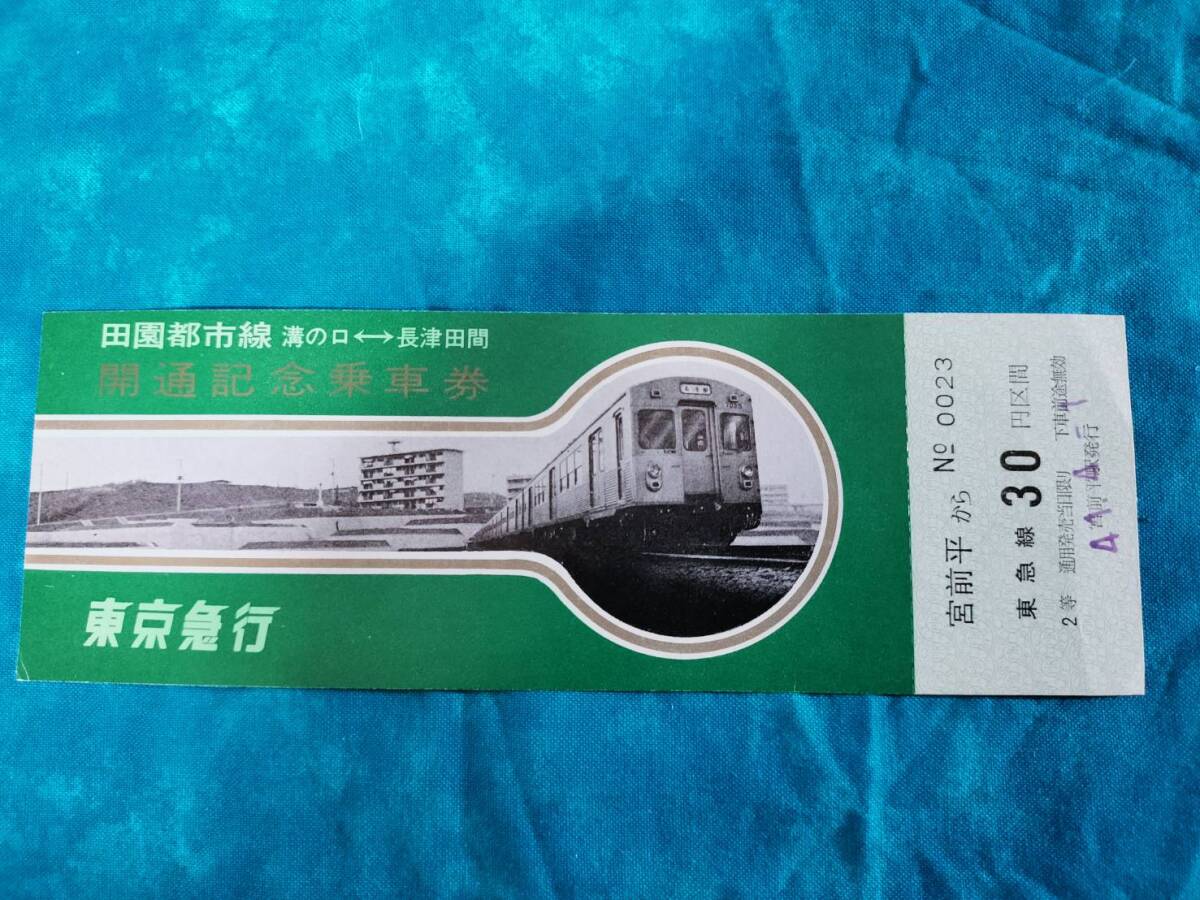 田園都市線 溝の口⟷長津田間
開通記念乗車券
東京急行
№ 0023
宮前平 から
東急線 30 円区間
2等 通用発売当日限り 下車前途無効